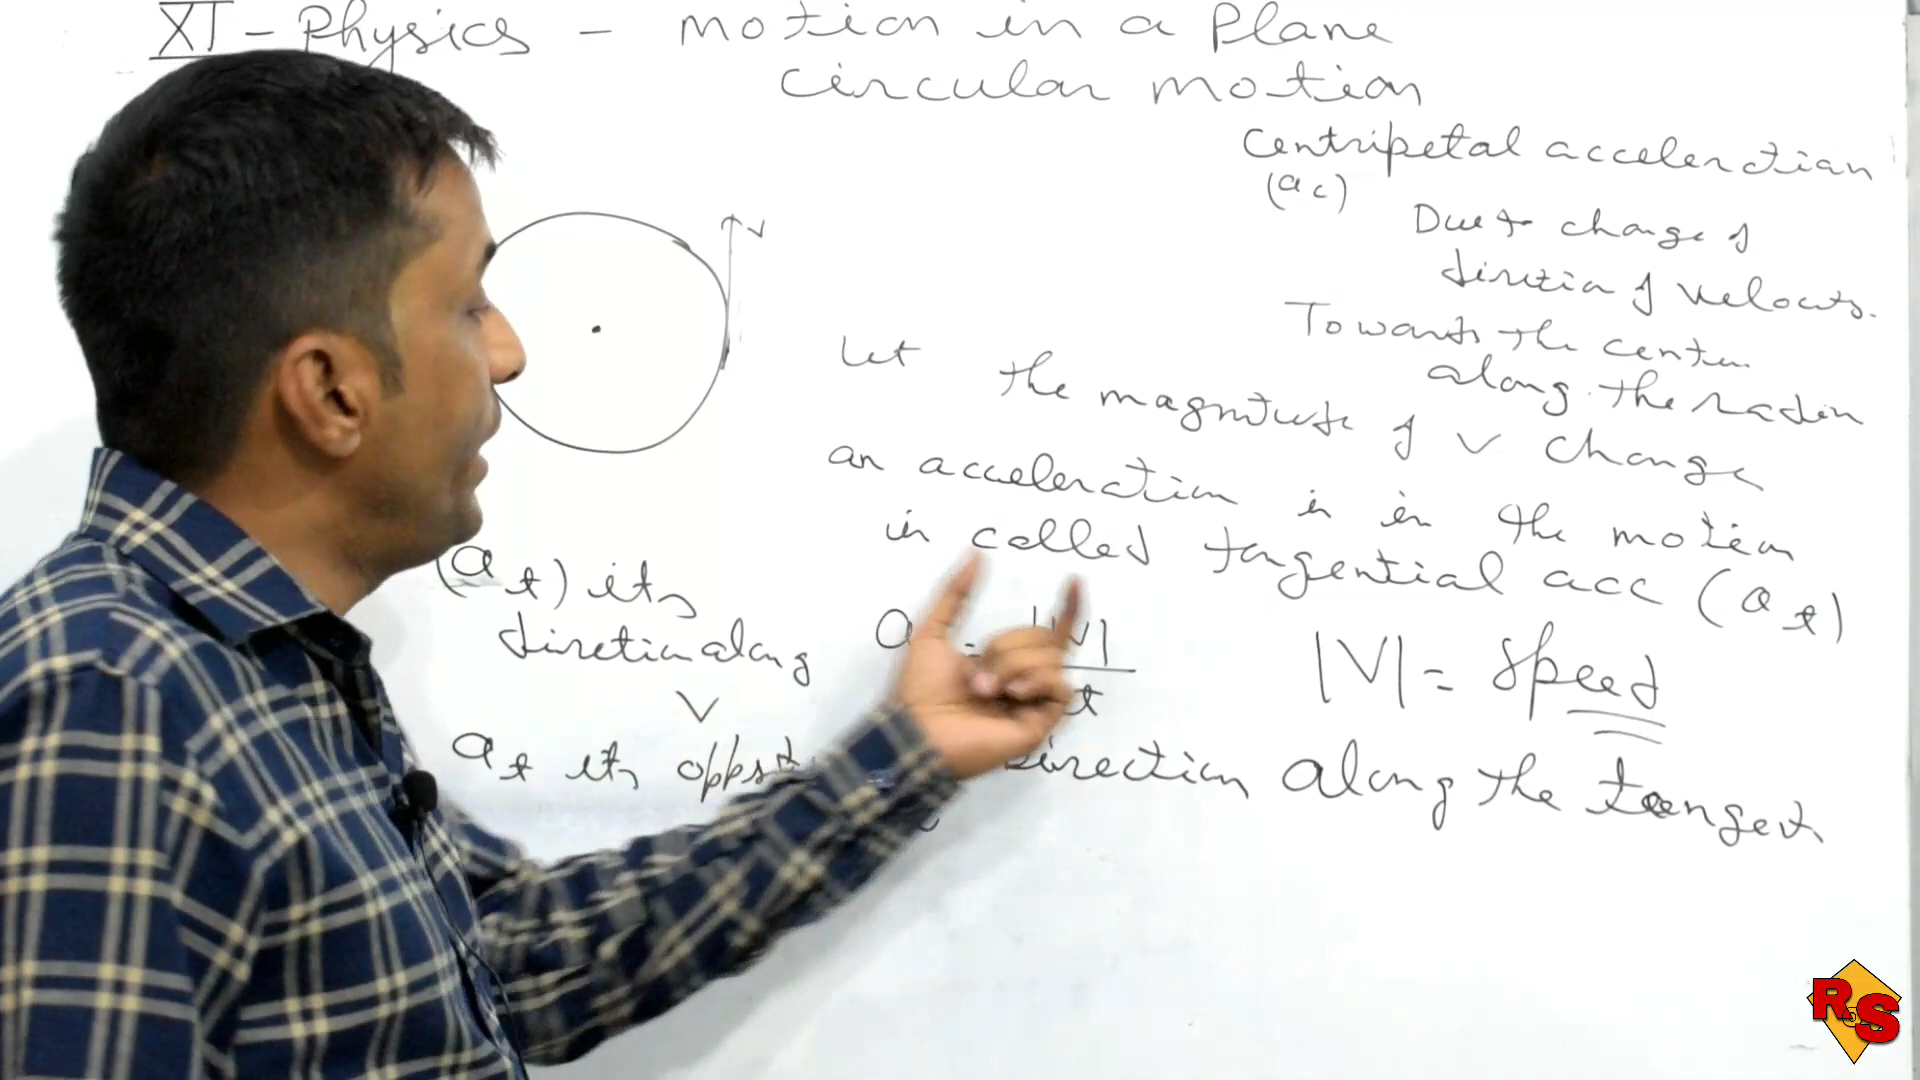 XI - Physics - motion in a Plane
circular motion
Centripetal acceleration
(ac)
Due to change of
direction of velocity.
Towards the center
along the radius
V
Let the magnitude of V change
an acceleration is in the motion
is called tangential acc (at)
(at) its
direction along
V
a = |V|
t
|V| = speed
at its direction along the tangent
RS